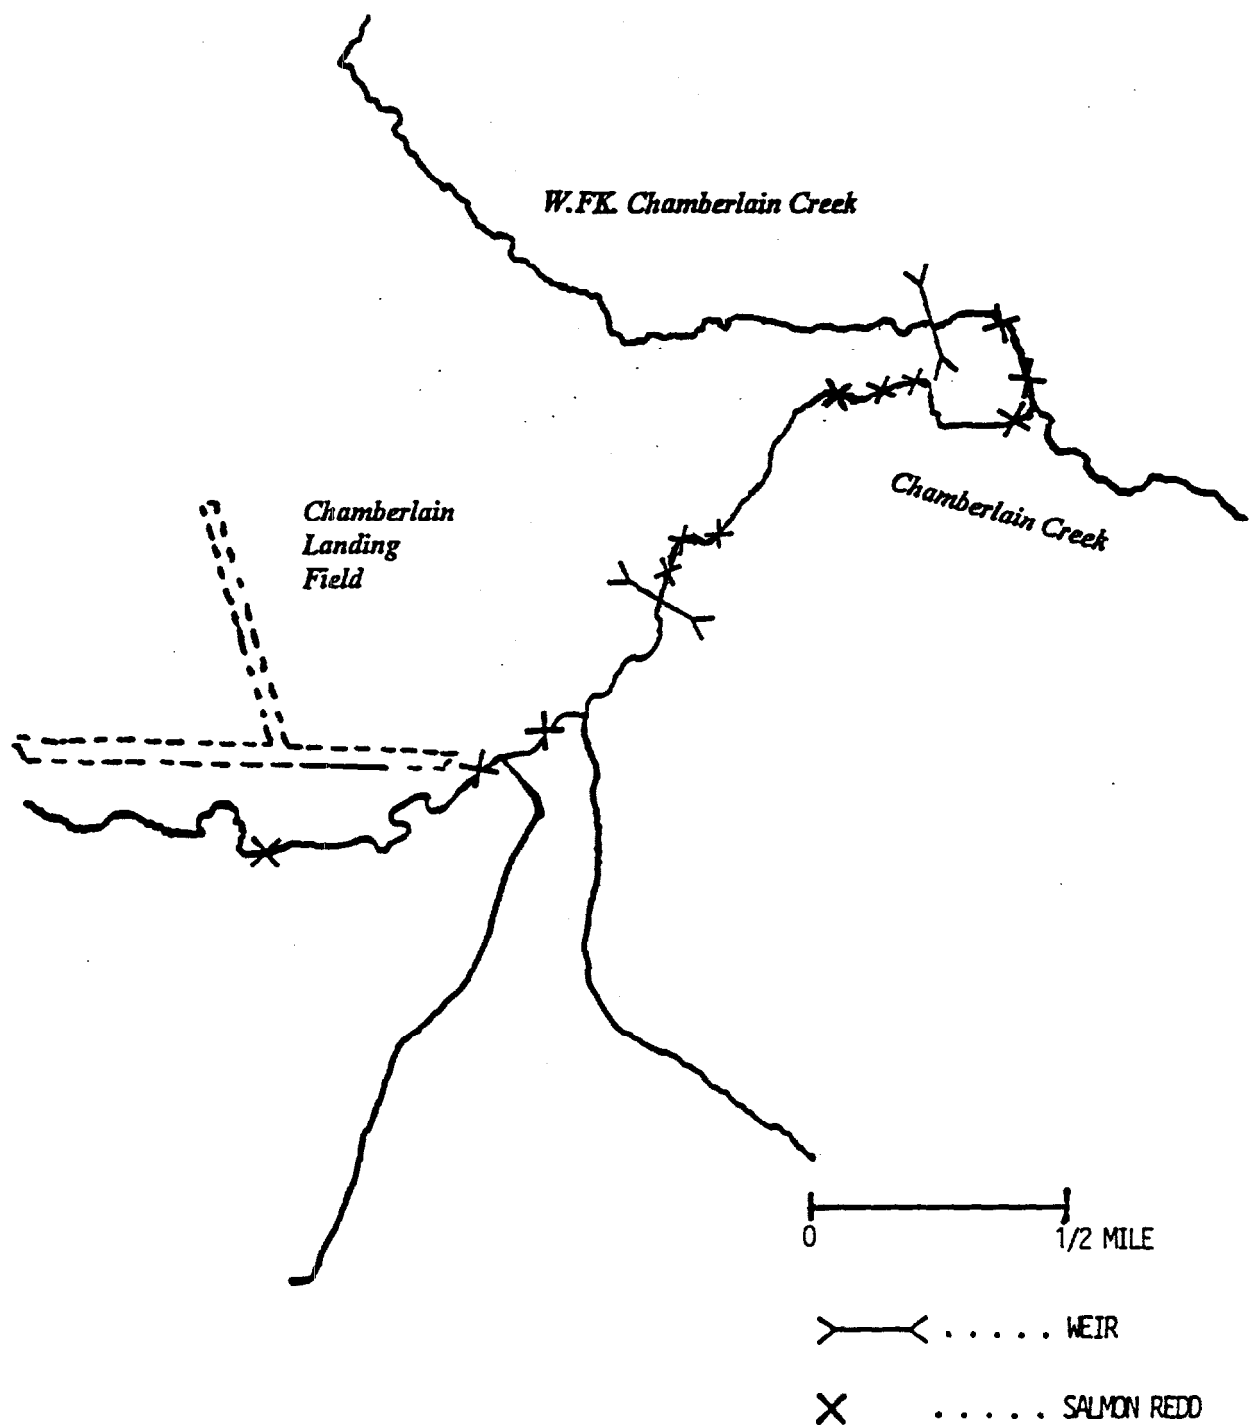 W.FK. Chamberlain Creek
Chamberlain Creek
Chamberlain
Landing
Field
0
1/2 MILE
. . . . . WEIR
. . . . . SALMON REDD